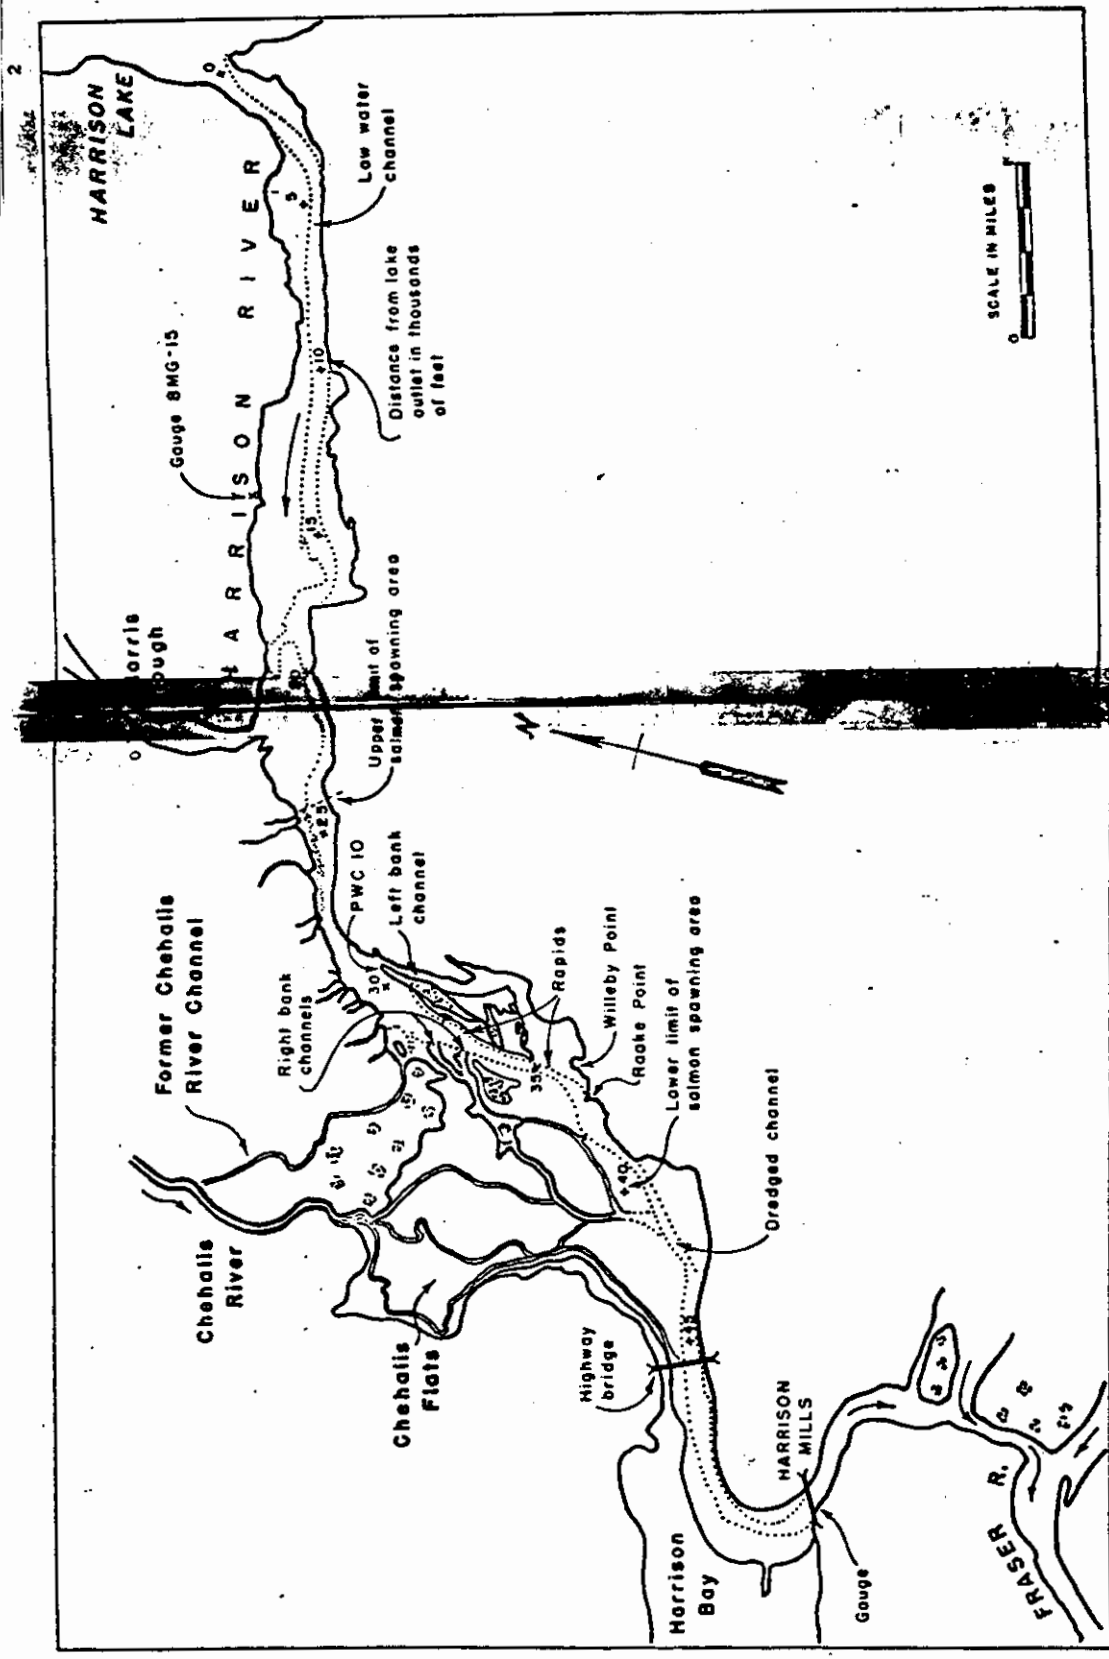 2
HARRISON
LAKE
0
5
Low water
channel
HARRISON RIVER
Gauge 8MG-15
+10
Distance from lake
outlet in thousands
of feet
+15
SCALE IN MILES
0
Upper
limit of
salmon spawning area
N
+25
PWC 10
Left bank
channel
30
Former Chehalis
River Channel
Right bank
channels
Rapids
Willeby Point
Raake Point
35
Lower limit of
salmon spawning area
+40
Dredged channel
Chehalis
River
Chehalis
Flats
+45
Highway
bridge
HARRISON
MILLS
Harrison
Bay
Gauge
FRASER R.